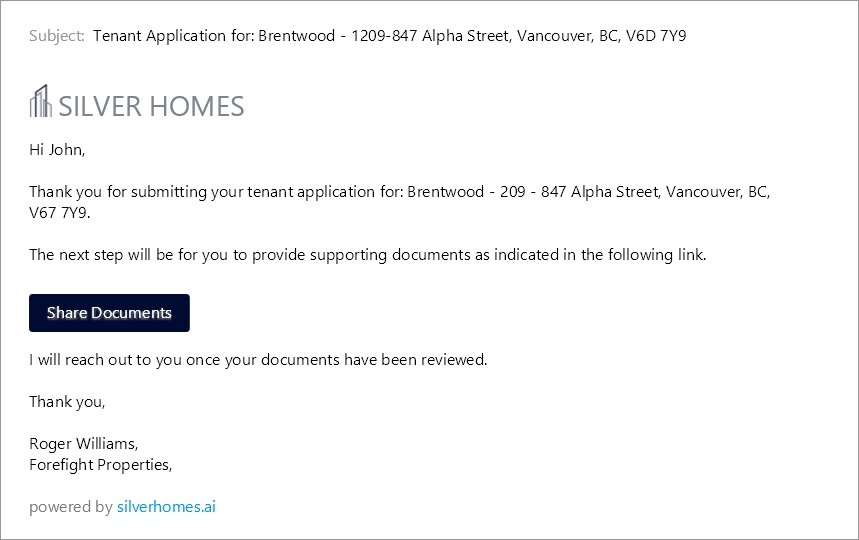 Subject: Tenant Application for: Brentwood - 1209-847 Alpha Street, Vancouver, BC, V6D 7Y9
SILVER HOMES
Hi John,
Thank you for submitting your tenant application for: Brentwood - 209 - 847 Alpha Street, Vancouver, BC,
V67 7Y9.
The next step will be for you to provide supporting documents as indicated in the following link.
Share Documents
I will reach out to you once your documents have been reviewed.
Thank you,
Roger Williams,
Forefight Properties,
powered by silverhomes.ai